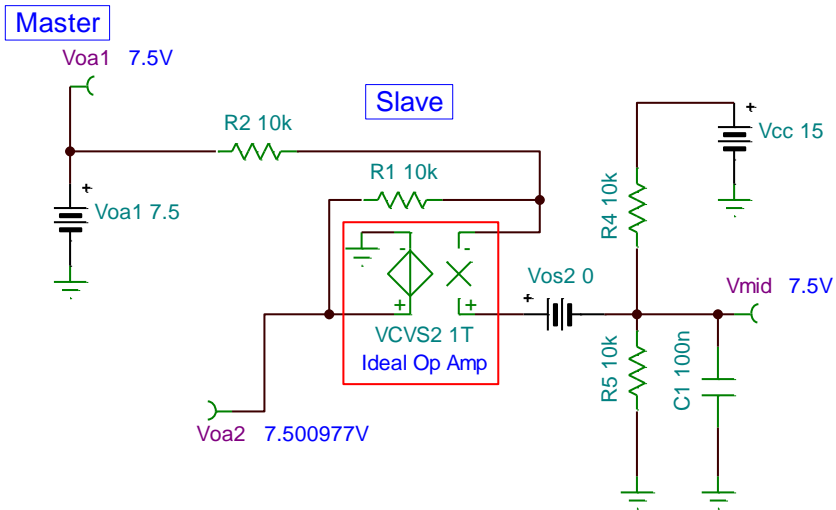 Master
Voa1 7.5V
Slave
R2 10k
Vcc 15
R1 10k
Voa1 7.5
R4 10k
+
+
-
-
+
+
+
Vos2 0
Vmid 7.5V
VCVS2 1T
Ideal Op Amp
R5 10k
C1 100n
Voa2 7.500977V